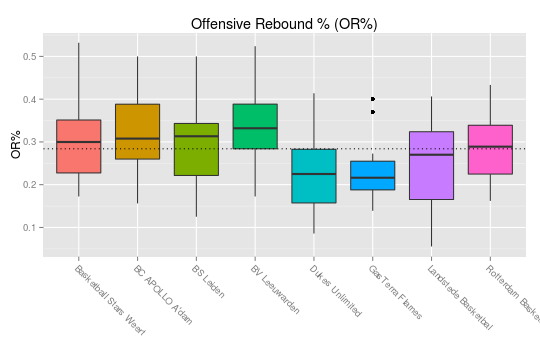 Offensive Rebound % (OR%)
OR%
0.5
0.4
0.3
0.2
0.1
Basketball Stars Weert
BC APOLLO A'dam
BS Leiden
BV Leeuwarden
Dukes Unlimited
GasTerra Flames
Landstede Basketbal
Rotterdam Baske